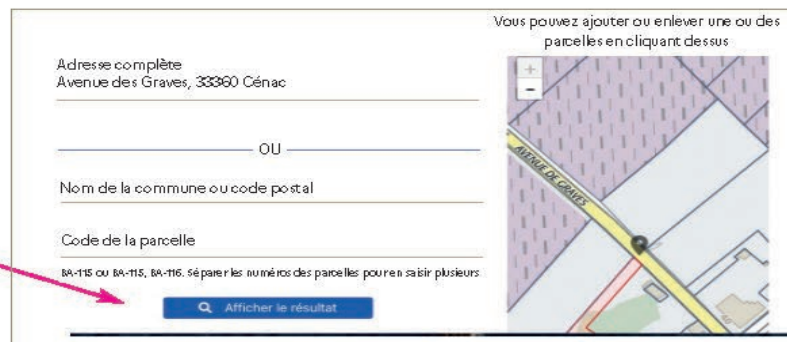 Vous pouvez ajouter ou enlever une ou des
parcelles en cliquant dessus
Adresse complète
Avenue des Graves, 33360 Cénac
OU
Nom de la commune ou code postal
Code de la parcelle
BA-115 ou BA-115, BA-116. Séparer les numéros des parcelles pour en saisir plusieurs
Afficher le résultat
+
-
AVENUE DE GRAVES